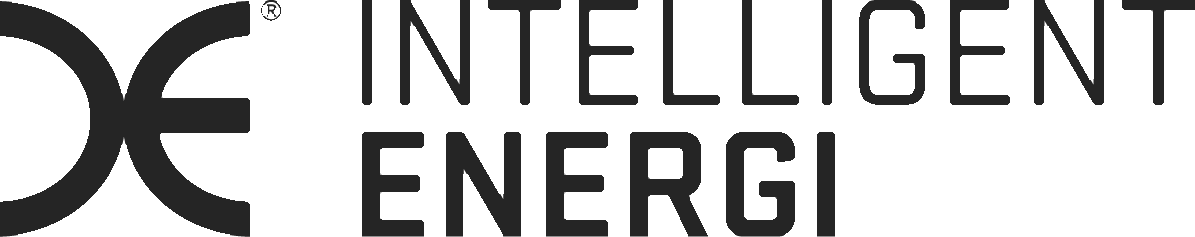 ®
INTELLIGENT
ENERGI